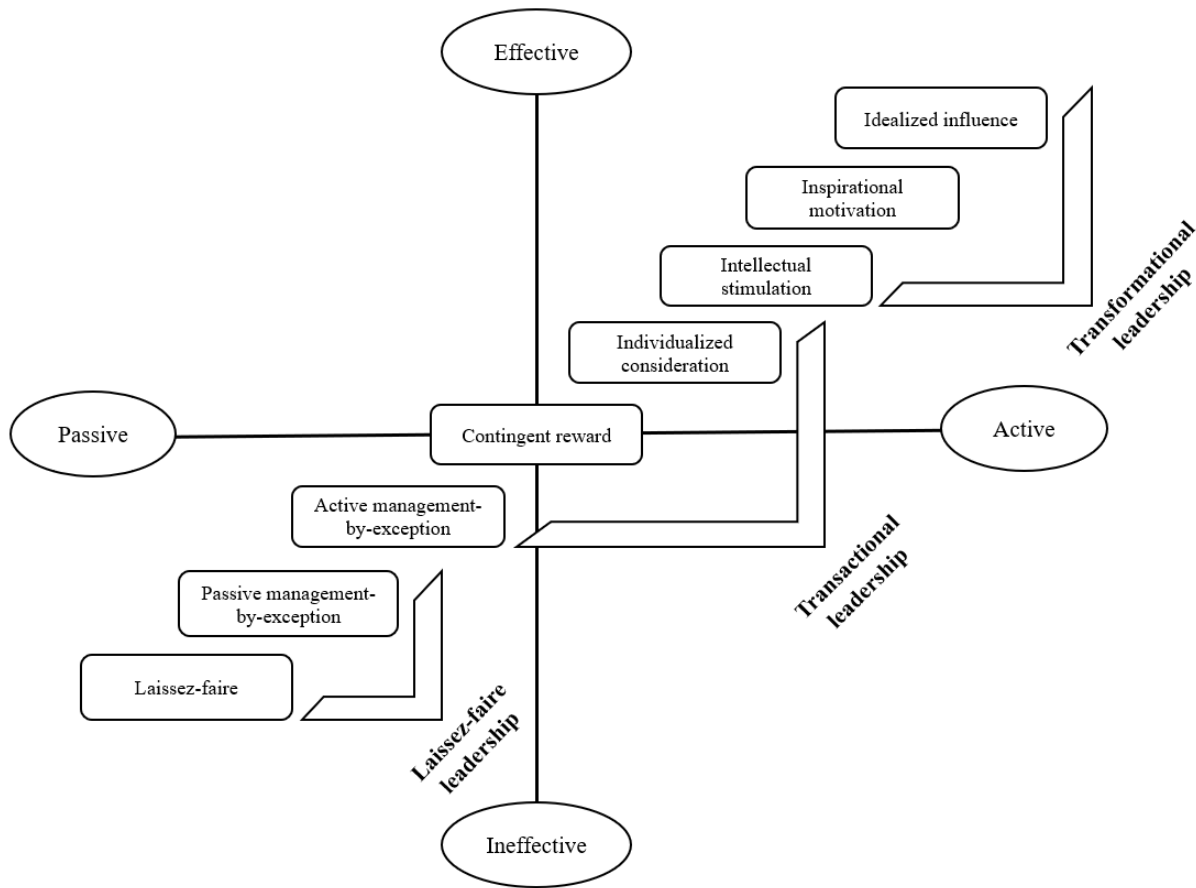 Effective
Idealized influence
Inspirational
motivation
Intellectual
stimulation
Transformational
leadership
Individualized
consideration
Passive
Contingent reward
Active
Active management-
by-exception
Transactional
leadership
Passive management-
by-exception
Laissez-faire
Laissez-faire
leadership
Ineffective